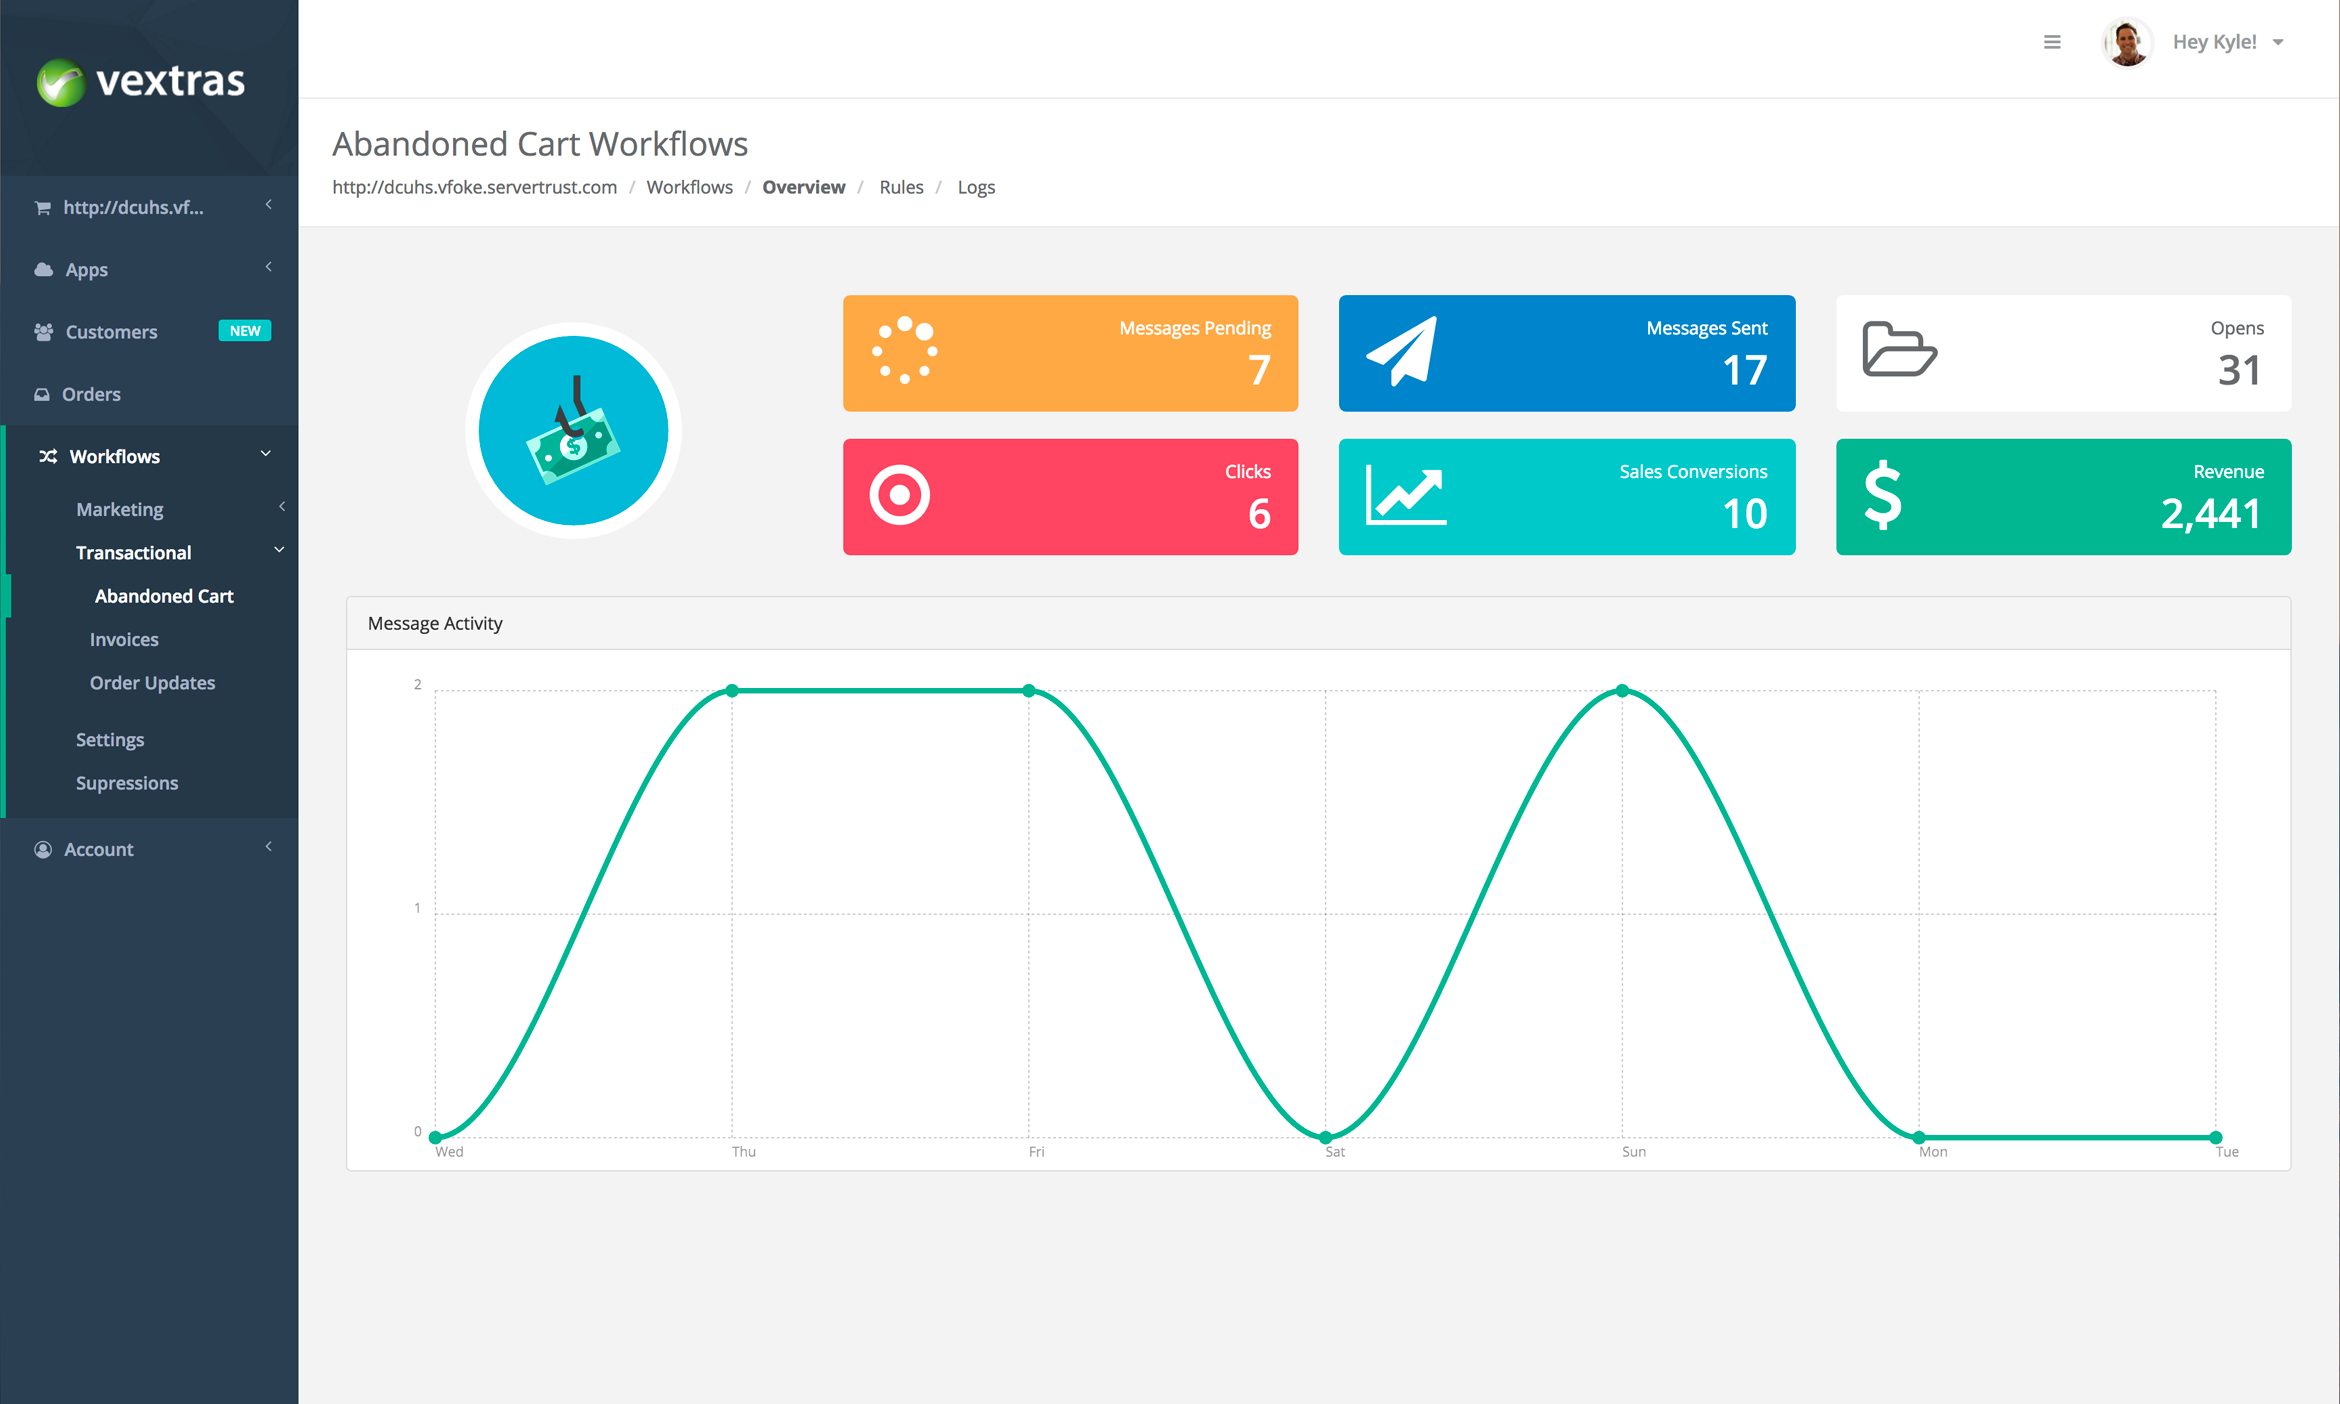 vextras
Hey Kyle!
http://dcuhs.vf...
Apps
Customers NEW
Orders
Workflows
Marketing
Transactional
Abandoned Cart
Invoices
Order Updates
Settings
Supressions
Account
Abandoned Cart Workflows
http://dcuhs.vfoke.servertrust.com / Workflows / Overview / Rules / Logs
Messages Pending
7
Messages Sent
17
Opens
31
Clicks
6
Sales Conversions
10
Revenue
2,441
Message Activity
2
1
0
Wed Thu Fri Sat Sun Mon Tue